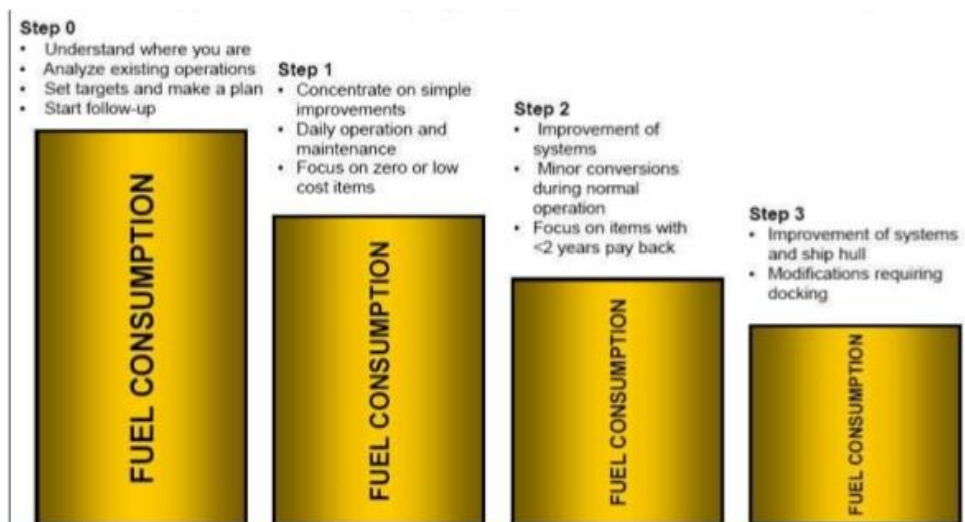 Step 0
• Understand where you are
• Analyze existing operations
• Set targets and make a plan
• Start follow-up
FUEL CONSUMPTION
Step 1
• Concentrate on simple
improvements
• Daily operation and
maintenance
• Focus on zero or low
cost items
FUEL CONSUMPTION
Step 2
• Improvement of
systems
• Minor conversions
during normal
operation
• Focus on items with
<2 years pay back
FUEL CONSUMPTION
Step 3
• Improvement of systems
and ship hull
• Modifications requiring
docking
FUEL CONSUMPTION